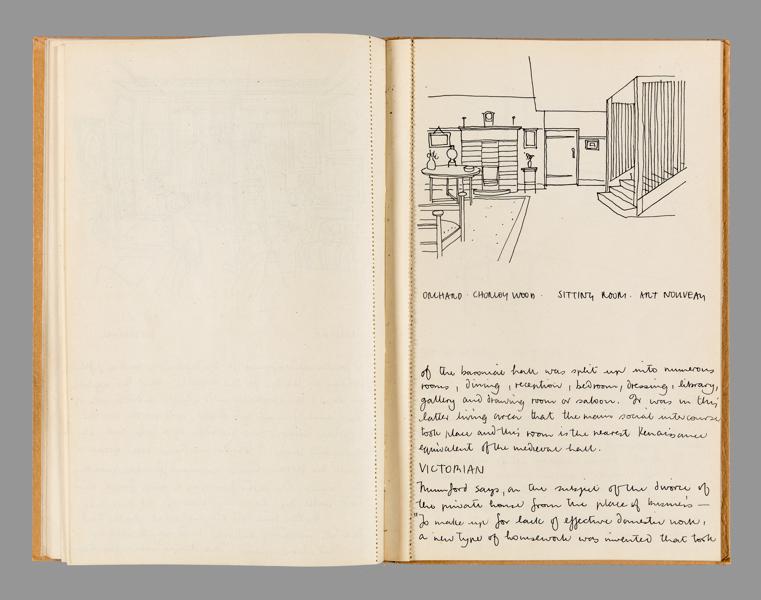 ORCHARD · CHORLEY WOOD · SITTING ROOM · ART NOUVEAU
of the baronial hall was split up into numerous
rooms, dining, reception, bedroom, dressing, library,
gallery and drawing room or saloon. It was in this
latter living area that the main social intercourse
took place and this room is the nearest Renaisance
equivalent of the medieval hall.
VICTORIAN
Mumford says, on the subject of the divorce of
the private house from the place of business —
"To make up for lack of effective domestic work,
a new type of housework was invented that took